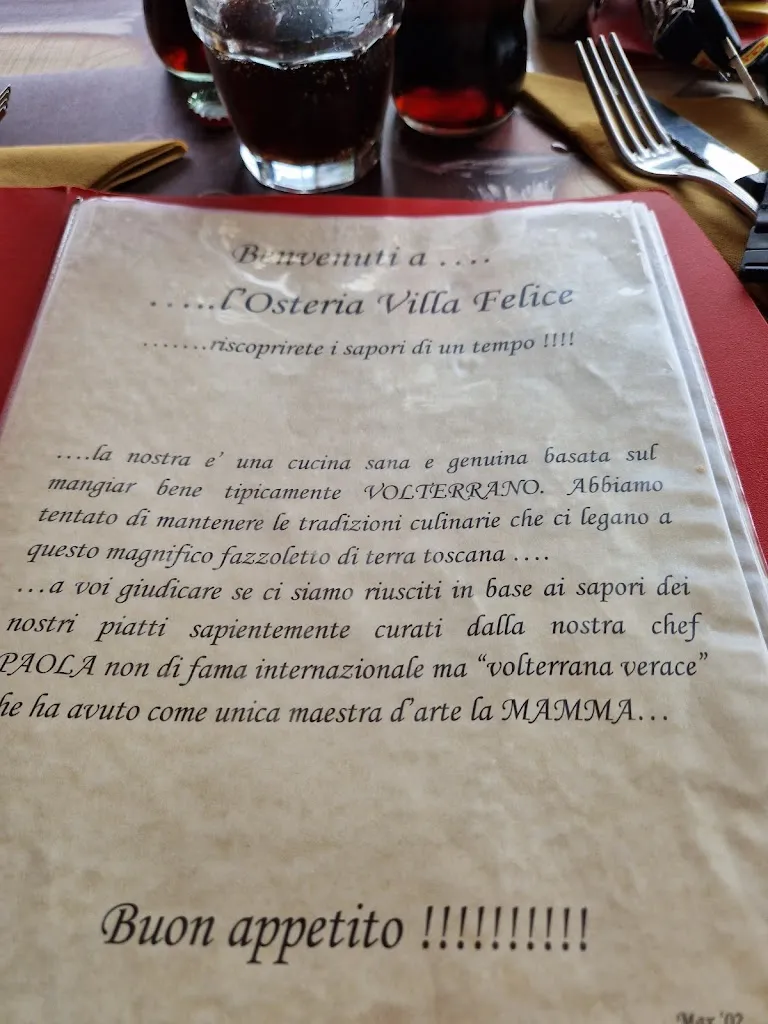 Benvenuti a ....
.....l'Osteria Villa Felice
.......riscoprirete i sapori di un tempo !!!!
....la nostra e' una cucina sana e genuina basata sul
mangiar bene tipicamente VOLTERRANO. Abbiamo
tentato di mantenere le tradizioni culinarie che ci legano a
questo magnifico fazzoletto di terra toscana ....
...a voi giudicare se ci siamo riusciti in base ai sapori dei
nostri piatti sapientemente curati dalla nostra chef
PAOLA non di fama internazionale ma "volterrana verace"
he ha avuto come unica maestra d'arte la MAMMA...
Buon appetito !!!!!!!!!!